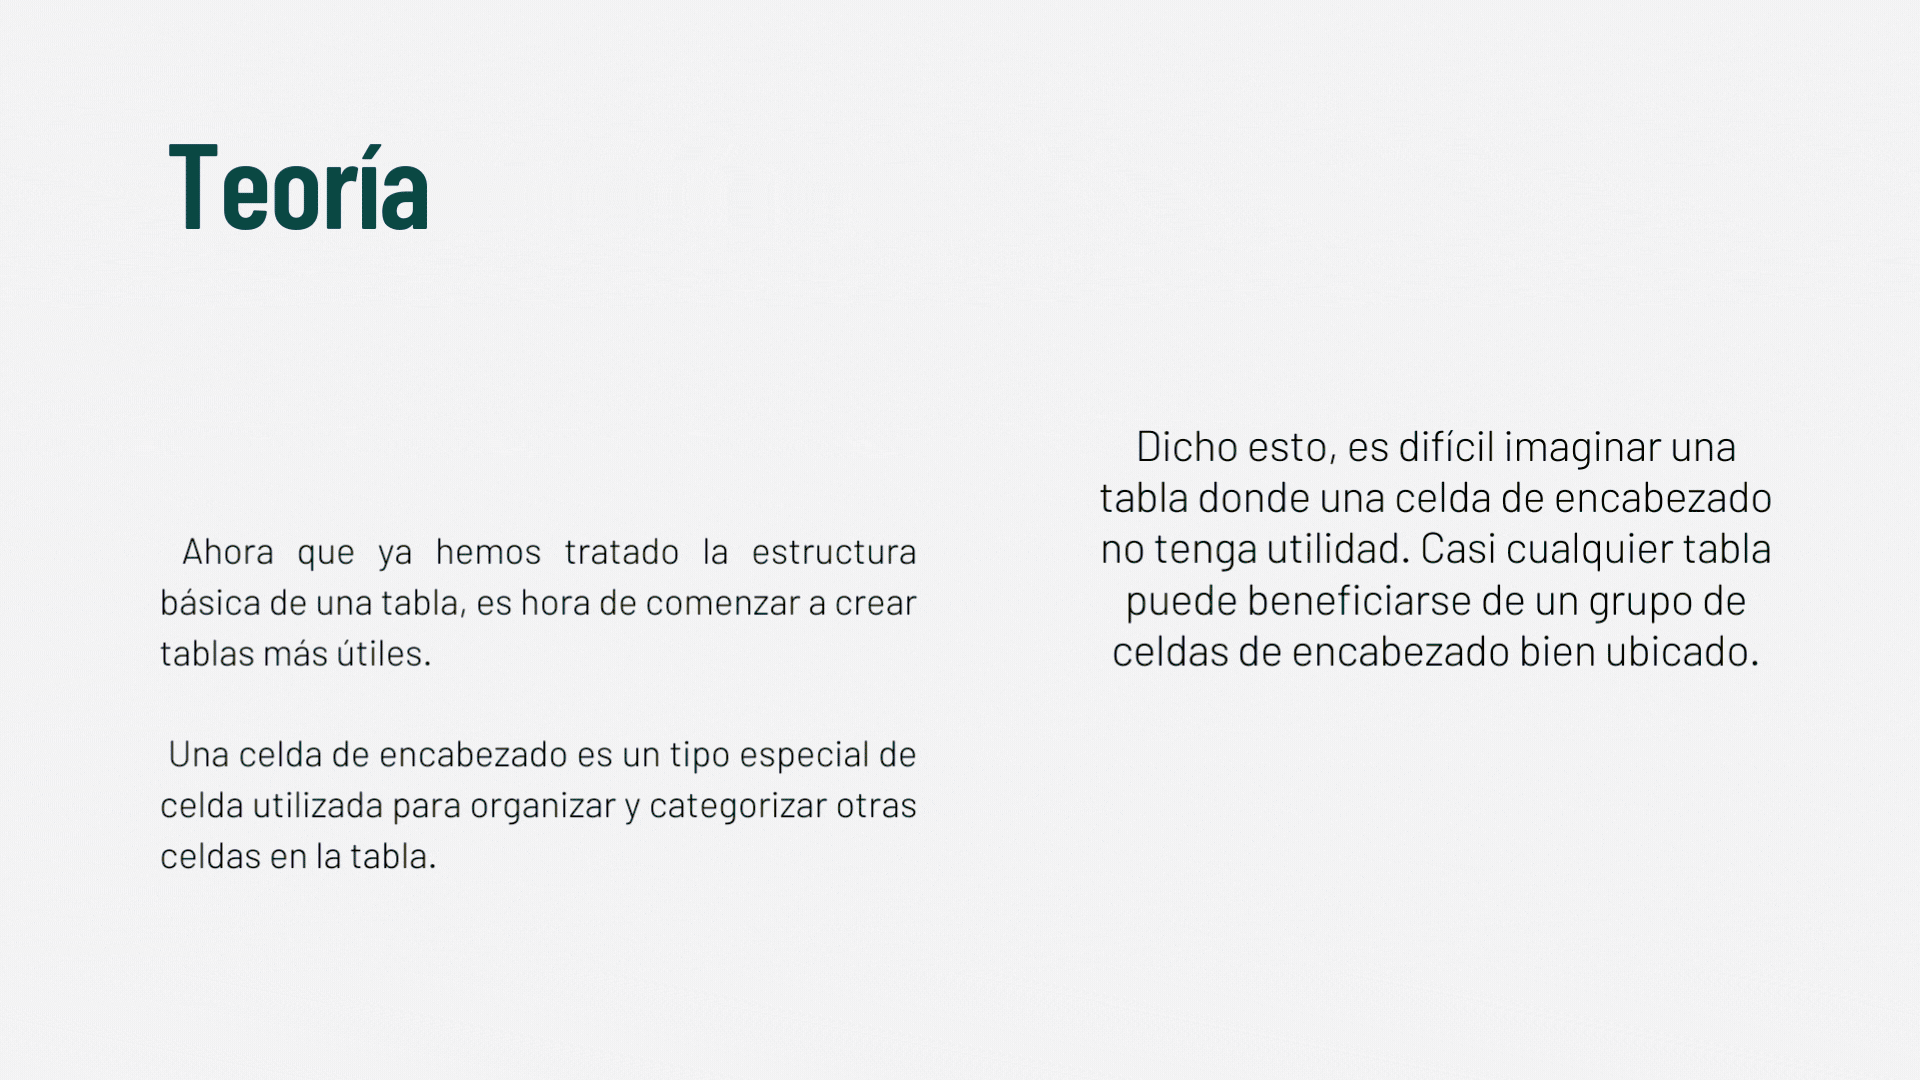 Teoría
Ahora que ya hemos tratado la estructura
básica de una tabla, es hora de comenzar a crear
tablas más útiles.
Una celda de encabezado es un tipo especial de
celda utilizada para organizar y categorizar otras
celdas en la tabla.
Dicho esto, es difícil imaginar una
tabla donde una celda de encabezado
no tenga utilidad. Casi cualquier tabla
puede beneficiarse de un grupo de
celdas de encabezado bien ubicado.